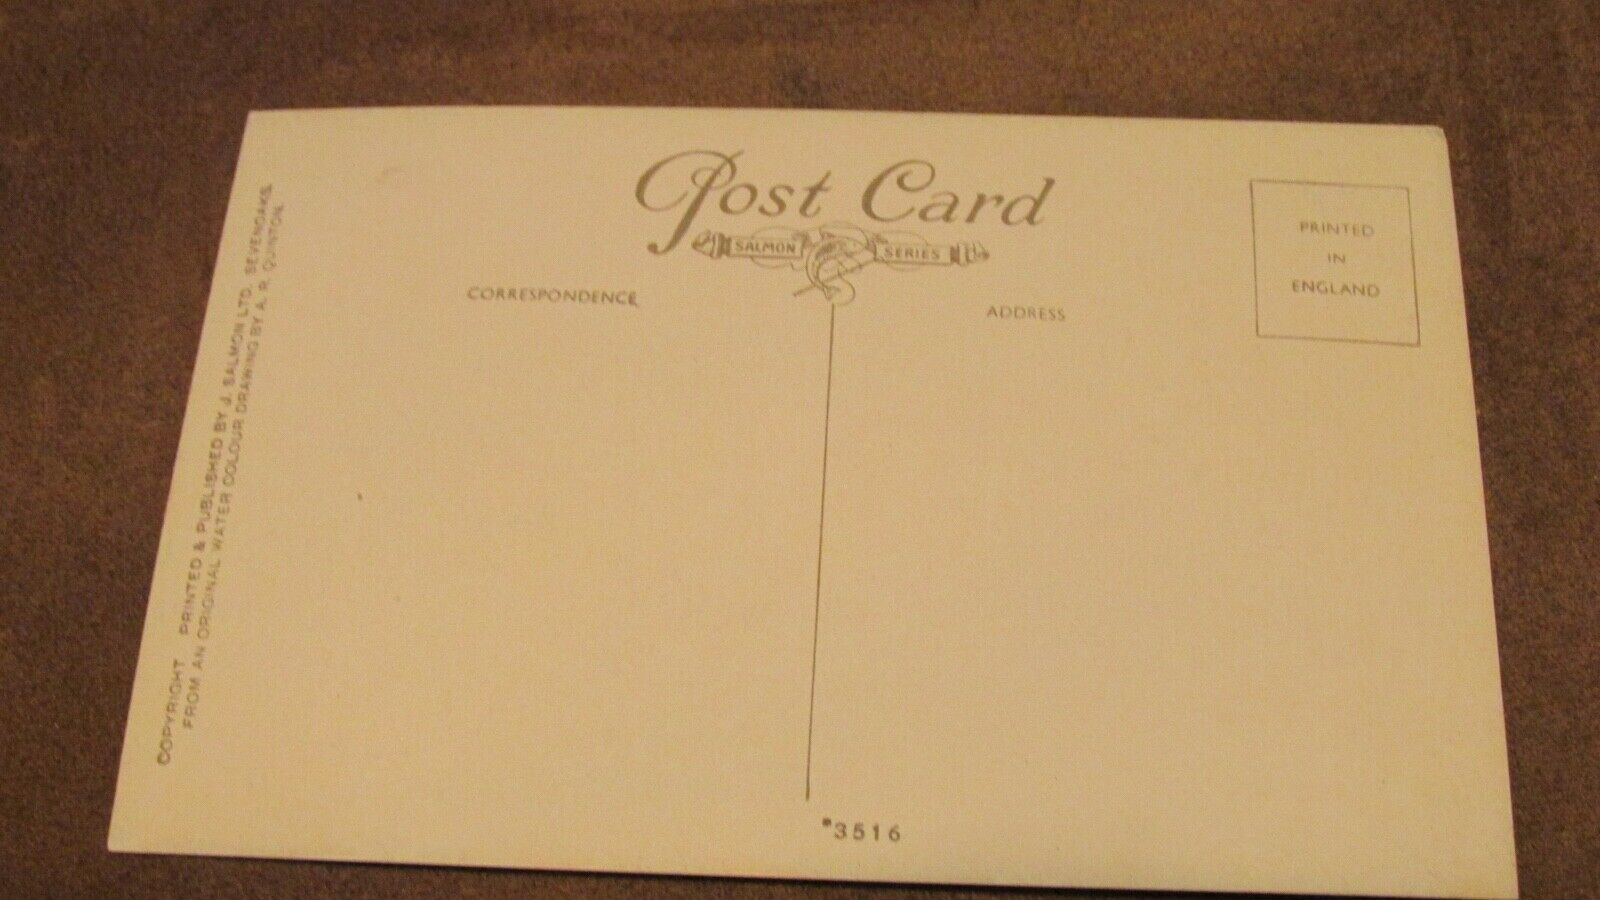 Post Card
SALMON SERIES
CORRESPONDENCE
ADDRESS
PRINTED
IN
ENGLAND
COPYRIGHT PRINTED & PUBLISHED BY J. SALMON LTD. SEVENOAKS,
FROM AN ORIGINAL WATER COLOUR DRAWING BY A. R. QUINTON.
*3516